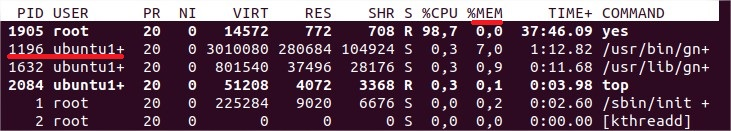 PID USER PR NI VIRT RES SHR S %CPU %MEM TIME+ COMMAND
1905 root 20 0 14572 772 708 R 98,7 0,0 37:46.09 yes
1196 ubuntu1+ 20 0 3010080 280684 104924 S 0,3 7,0 1:12.82 /usr/bin/gn+
1632 ubuntu1+ 20 0 801540 37496 28176 S 0,3 0,9 0:11.68 /usr/lib/gn+
2084 ubuntu1+ 20 0 51208 4072 3368 R 0,3 0,1 0:03.98 top
1 root 20 0 225284 9020 6676 S 0,0 0,2 0:02.60 /sbin/init +
2 root 20 0 0 0 0 S 0,0 0,0 0:00.00 [kthreadd]